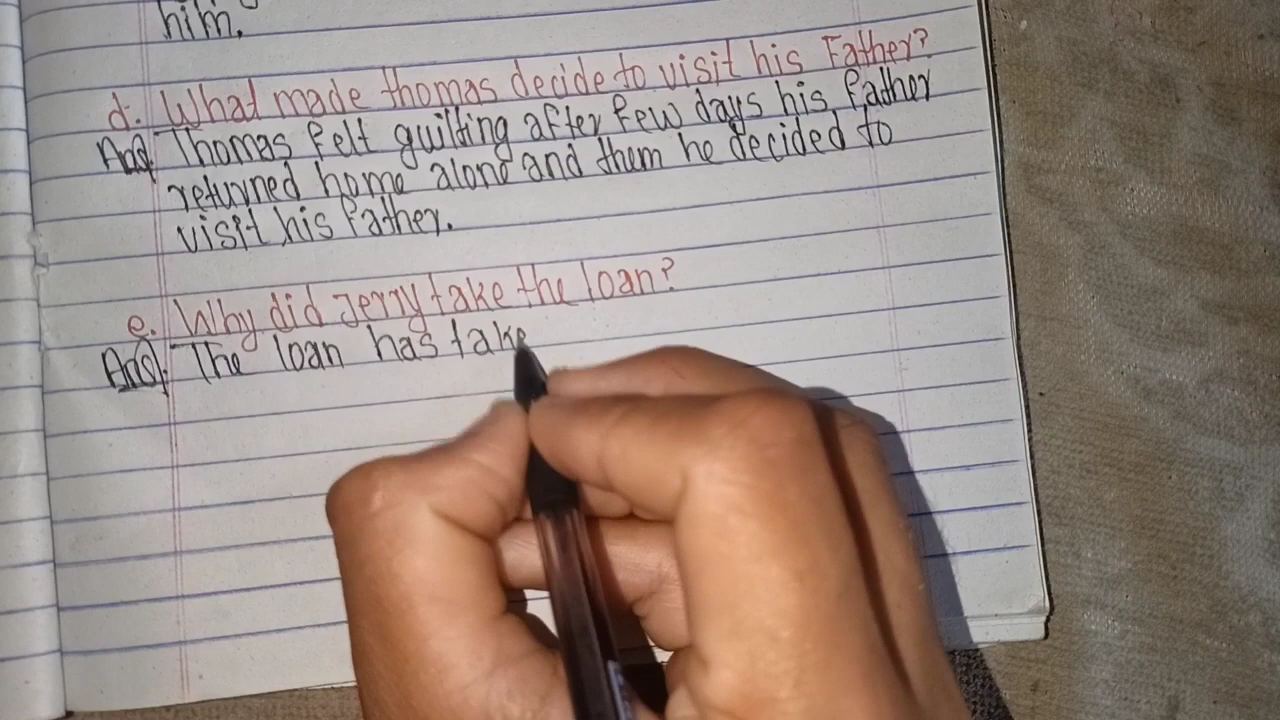 him.
d. What made thomas decide to visit his Father?
Ans. Thomas felt guilting after few days his father
returned home alone and them he decided to
visit his father.
e. Why did Jerry take the loan?
Ans. The loan has take